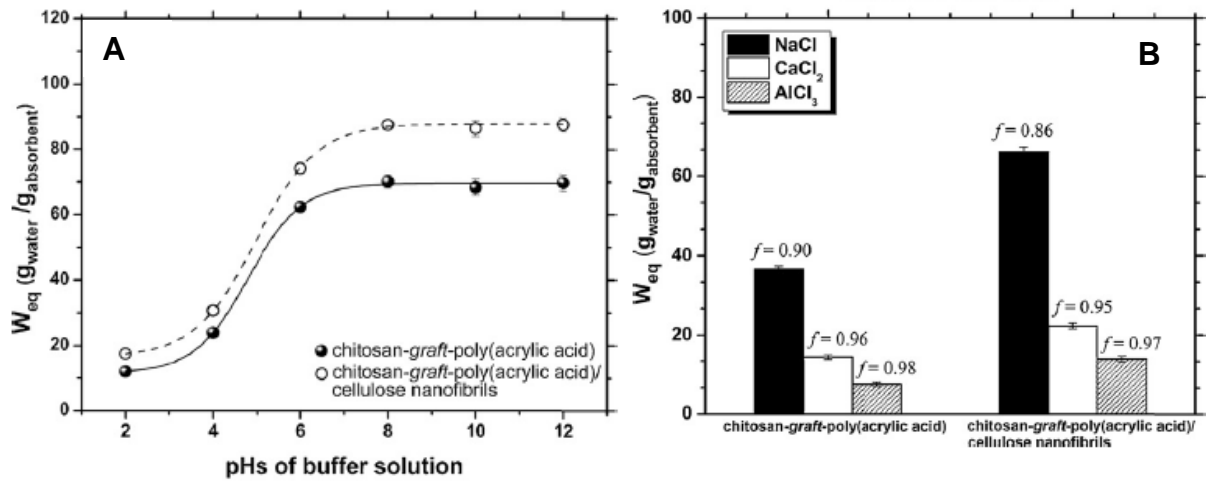 A
W_eq (g_water /g_absorbent)
120
100
80
60
40
20
0
chitosan-graft-poly(acrylic acid)
chitosan-graft-poly(acrylic acid)/
cellulose nanofibrils
2 4 6 8 10 12
pHs of buffer solution
B
W_eq (g_water/g_absorbent)
100
80
60
40
20
0
NaCl
CaCl₂
AlCl₃
f = 0.90
f = 0.96
f = 0.98
f = 0.86
f = 0.95
f = 0.97
chitosan-graft-poly(acrylic acid)
chitosan-graft-poly(acrylic acid)/
cellulose nanofibrils